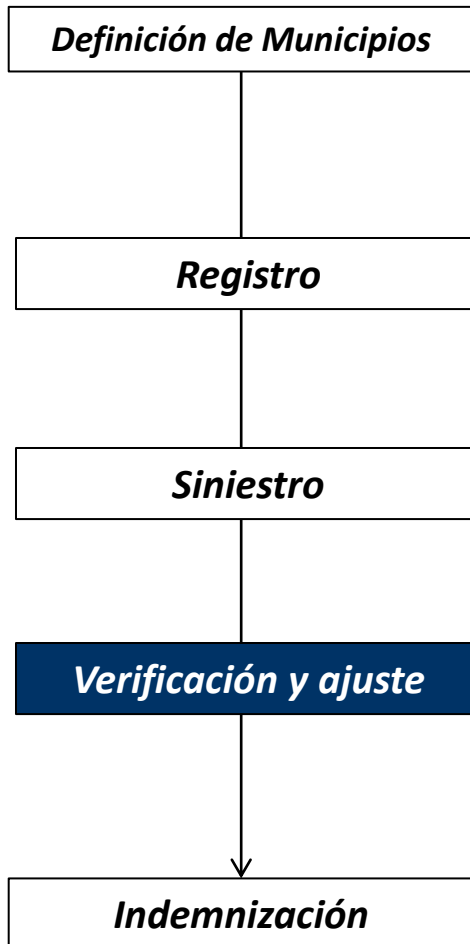 Definición de Municipios
Registro
Siniestro
Verificación y ajuste
Indemnización